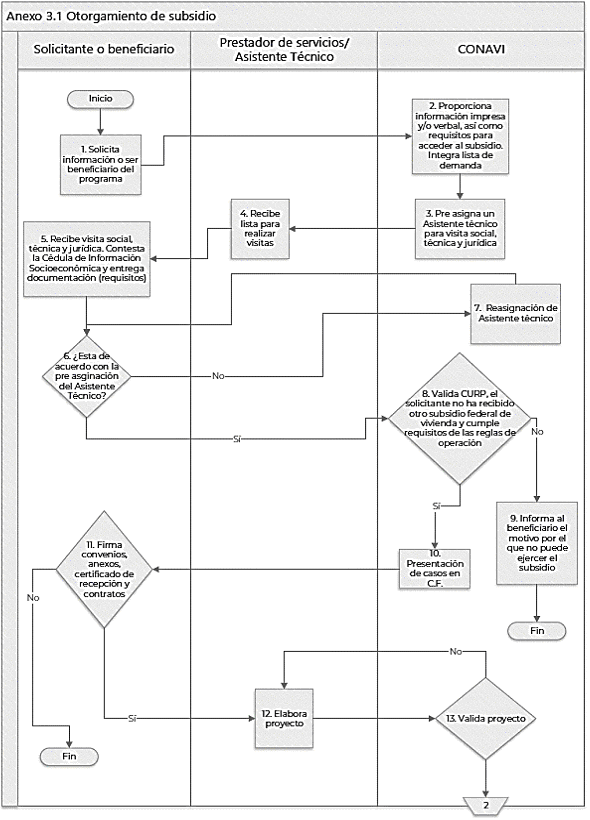 Anexo 3.1 Otorgamiento de subsidio
Solicitante o beneficiario
Prestador de servicios/
Asistente Técnico
CONAVI
Inicio
1. Solicita
información o ser
beneficiario del
programa
2. Proporciona
información impresa
y/o verbal, así como
requisitos para
acceder al subsidio.
Integra lista de
demanda
3. Pre asigna un
Asistente técnico
para visita social,
técnica y jurídica
4. Recibe
lista para
realizar
visitas
5. Recibe visita social,
técnica y jurídica. Contesta
la Cédula de Información
Socioeconómica y entrega
documentación (requisitos)
6. ¿Esta de
acuerdo con la
pre asginación
del Asistente
Técnico?
No
7. Reasignación de
Asistente técnico
Sí
8. Valida CURP, el
solicitante no ha recibido
otro subsidio federal de
vivienda y cumple
requisitos de las reglas de
operación
No
9. Informa al
beneficiario el
motivo por el
que no puede
ejercer el
subsidio
Fin
Sí
10.
Presentación
de casos en
C.F.
11. Firma
convenios,
anexos,
certificado de
recepción y
contratos
No
Fin
Sí
12. Elabora
proyecto
No
13. Valida proyecto
2